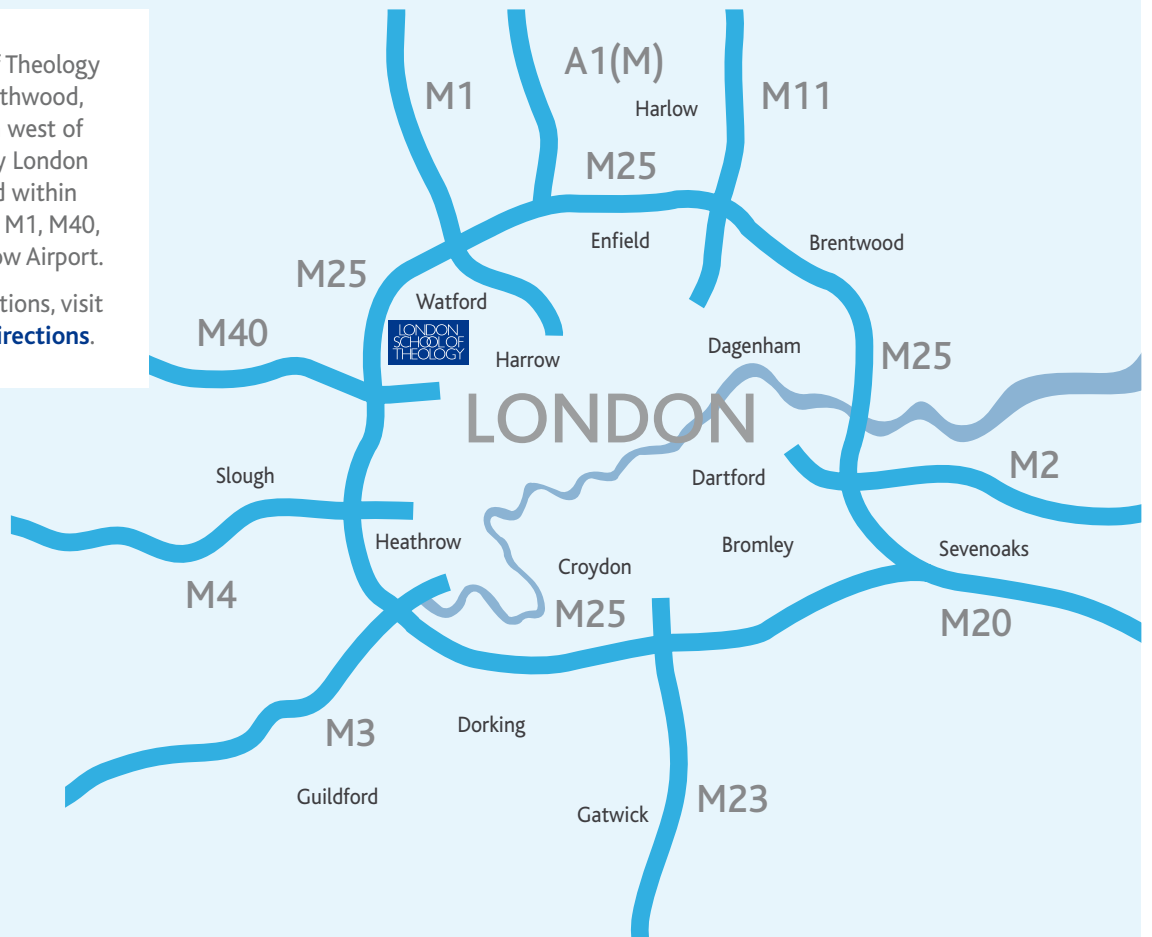 Theology
thwood,
west of
London
within
M1, M40,
ow Airport.
tions, visit
irections.
M1
A1(M)
Harlow
M11
M25
Enfield
Brentwood
M25
Watford
M40
LONDON
SCHOOL OF
THEOLOGY
Harrow
Dagenham
M25
LONDON
Slough
Dartford
M2
Heathrow
Croydon
Bromley
Sevenoaks
M4
M25
M20
M3
Dorking
Guildford
Gatwick
M23